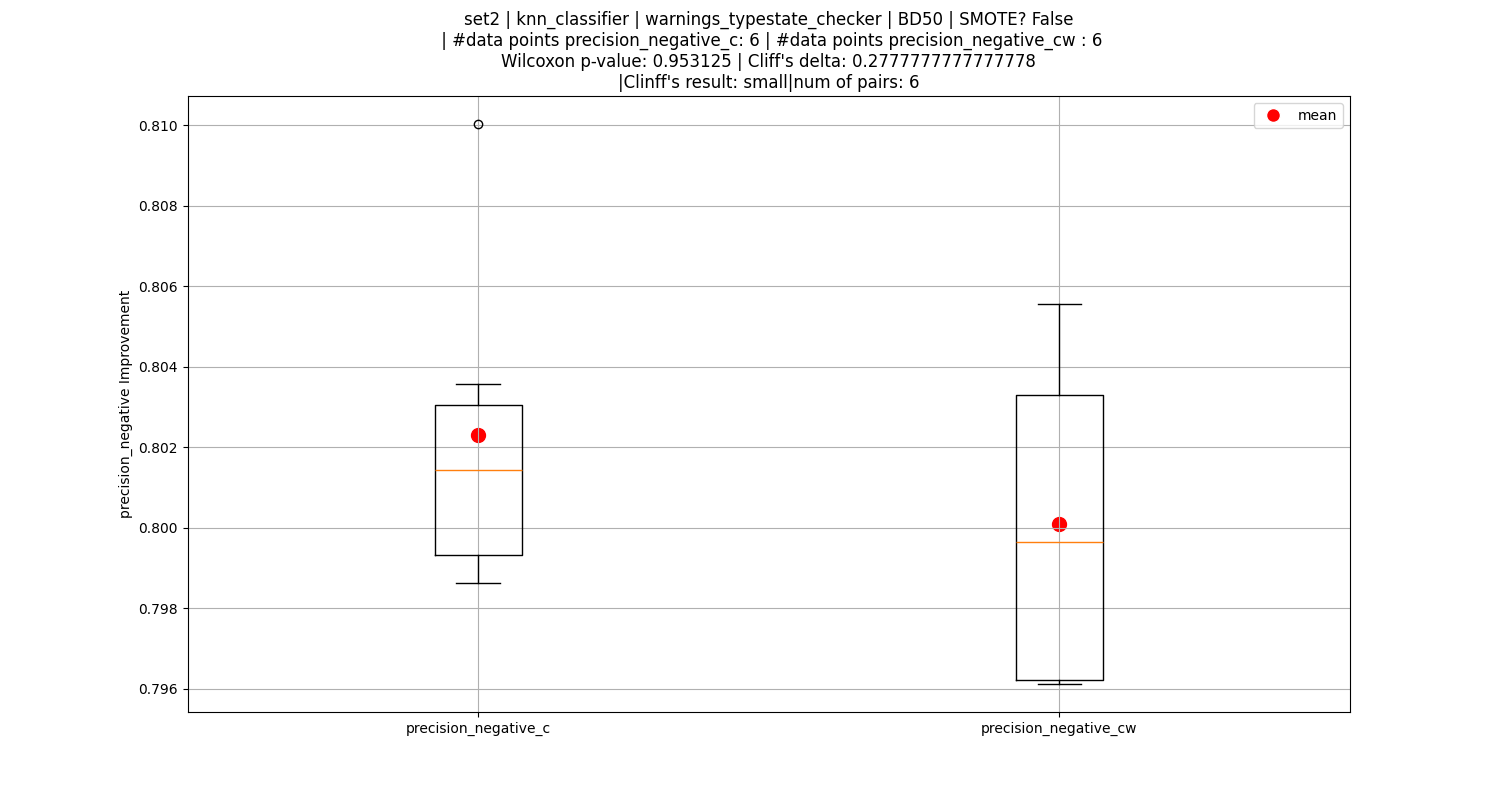 set2 | knn_classifier | warnings_typestate_checker | BD50 | SMOTE? False
| #data points precision_negative_c: 6 | #data points precision_negative_cw : 6
Wilcoxon p-value: 0.953125 | Cliff's delta: 0.2777777777777778
|Clinff's result: small|num of pairs: 6
mean
0.810
0.808
0.806
0.804
0.802
0.800
0.798
0.796
precision_negative Improvement
precision_negative_c
precision_negative_cw